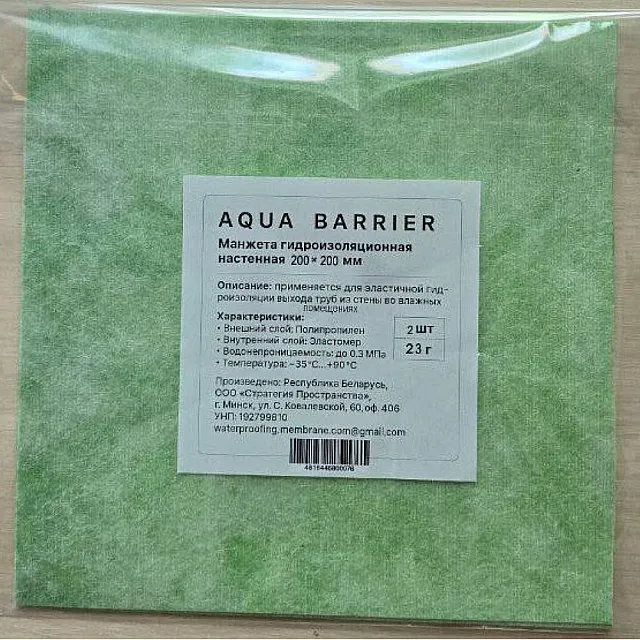 AQUA BARRIER
Манжета гидроизоляционная
настенная 200 × 200 мм
Описание: применяется для эластичной гид-
роизоляции выхода труб из стены во влажных
помещениях
Характеристики:
• Внешний слой: Полипропилен
• Внутренний слой: Эластомер
• Водонепроницаемость: до 0.3 МПа
• Температура: -35°C...+90°C
2 ШТ
23 г
Произведено: Республика Беларусь,
ООО «Стратегия Пространства»,
г. Минск, ул. С. Ковалевской, 60, оф. 406
УНП: 192799810
waterproofing.membrane.com@gmail.com